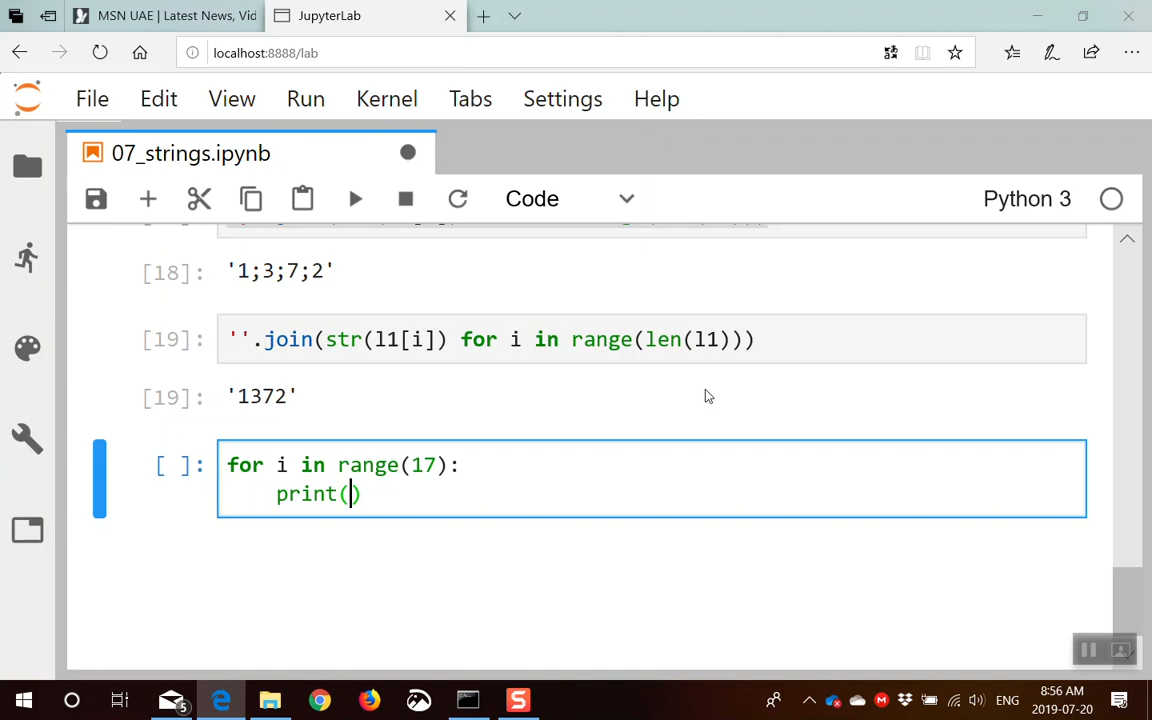 MSN UAE | Latest News, Vid
JupyterLab
localhost:8888/lab
File Edit View Run Kernel Tabs Settings Help
07_strings.ipynb
Code
Python 3
[18]: '1;3;7;2'
[19]: ''.join(str(l1[i]) for i in range(len(l1)))
[19]: '1372'
[ ]: for i in range(17):
print()
5
ENG
8:56 AM
2019-07-20